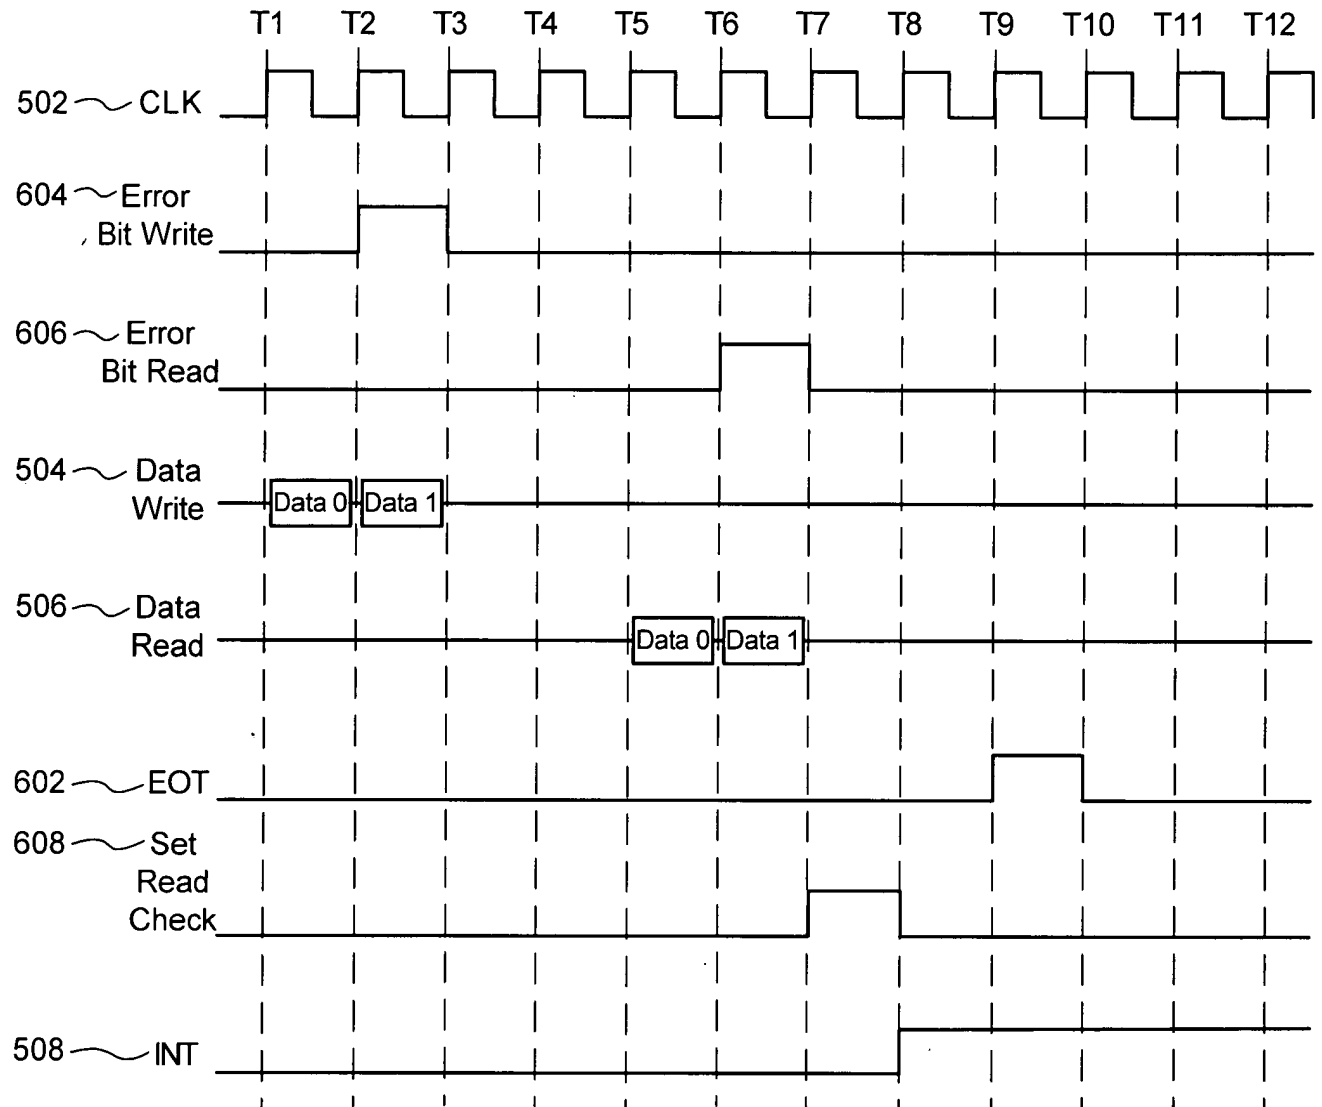 T1 T2 T3 T4 T5 T6 T7 T8 T9 T10 T11 T12
502 CLK
604 Error
Bit Write
606 Error
Bit Read
504 Data
Write
Data 0 Data 1
506 Data
Read
Data 0 Data 1
602 EOT
608 Set
Read
Check
508 INT